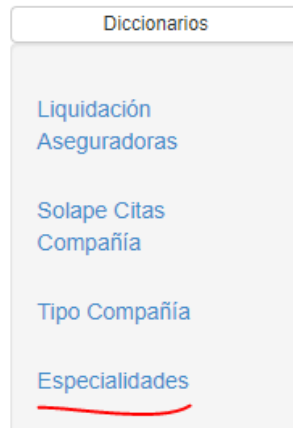 Diccionarios
Liquidación
Aseguradoras
Solape Citas
Compañía
Tipo Compañía
Especialidades